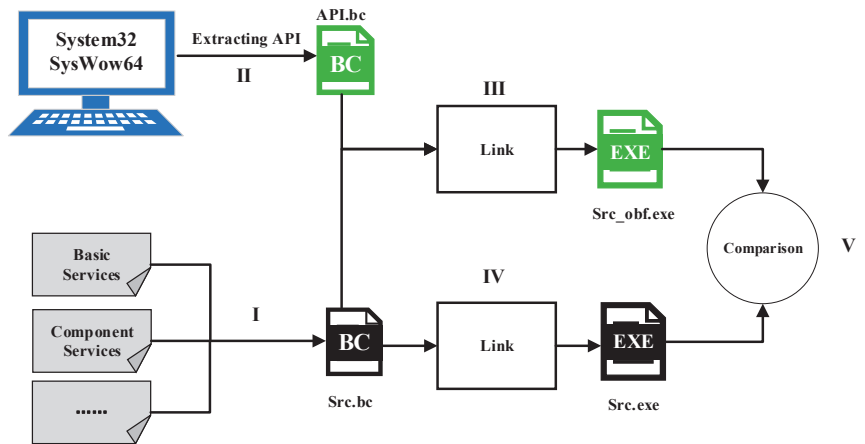 API.bc
System32
SysWow64
Extracting API
II
BC
III
Link
EXE
Src_obf.exe
Basic
Services
Comparison
V
I
IV
Component
Services
BC
Link
EXE
......
Src.bc
Src.exe